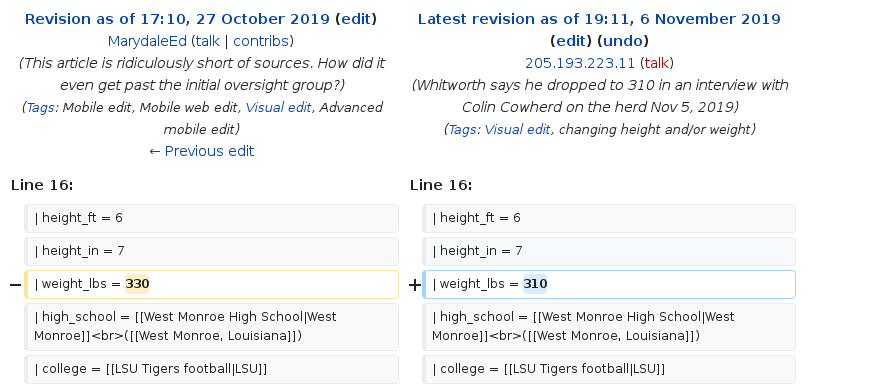 Revision as of 17:10, 27 October 2019 (edit)
MarydaleEd (talk | contribs)
(This article is ridiculously short of sources. How did it
even get past the initial oversight group?)
(Tags: Mobile edit, Mobile web edit, Visual edit, Advanced
mobile edit)
← Previous edit
Latest revision as of 19:11, 6 November 2019
(edit) (undo)
205.193.223.11 (talk)
(Whitworth says he dropped to 310 in an interview with
Colin Cowherd on the herd Nov 5, 2019)
(Tags: Visual edit, changing height and/or weight)
Line 16:
| height_ft = 6
| height_in = 7
− | weight_lbs = 330
| high_school = [[West Monroe High School|West
Monroe]]<br>([[West Monroe, Louisiana]])
| college = [[LSU Tigers football|LSU]]
Line 16:
| height_ft = 6
| height_in = 7
+ | weight_lbs = 310
| high_school = [[West Monroe High School|West
Monroe]]<br>([[West Monroe, Louisiana]])
| college = [[LSU Tigers football|LSU]]